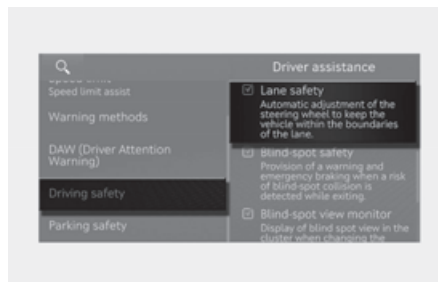 Driver assistance
Speed limit
Speed limit assist
Warning methods
DAW (Driver Attention
Warning)
Driving safety
Parking safety
Lane safety
Automatic adjustment of the
steering wheel to keep the
vehicle within the boundaries
of the lane.
Blind-spot safety
Provision of a warning and
emergency braking when a risk
of blind-spot collision is
detected while exiting.
Blind-spot view monitor
Display of blind spot view in the
cluster when changing the